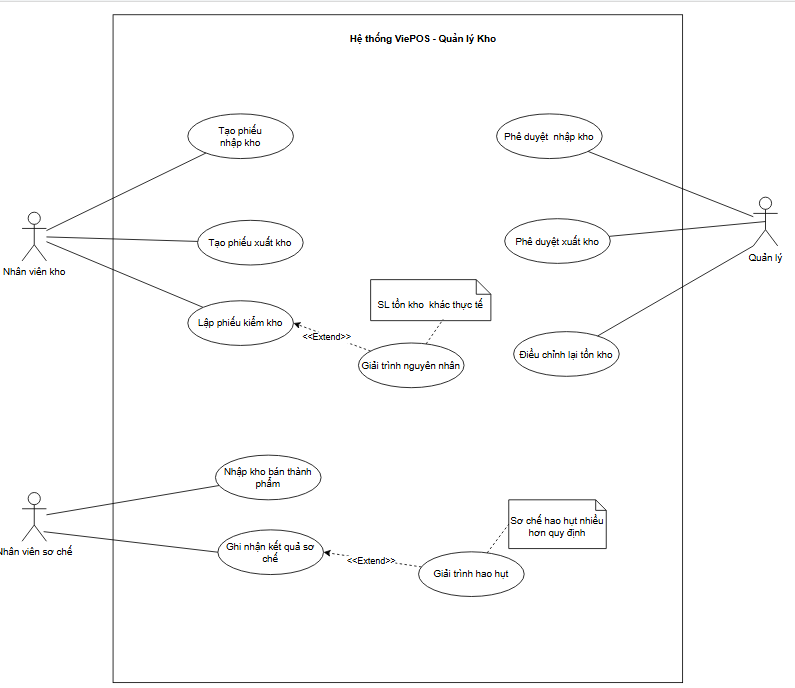 Hệ thống ViePOS - Quản lý Kho
Tạo phiếu
nhập kho
Phê duyệt nhập kho
Tạo phiếu xuất kho
Phê duyệt xuất kho
Nhân viên kho
Quản lý
SL tồn kho khác thực tế
Lập phiếu kiểm kho
<<Extend>>
Giải trình nguyên nhân
Điều chỉnh lại tồn kho
Nhập kho bán thành
phẩm
Nhân viên sơ chế
Ghi nhận kết quả sơ
chế
<<Extend>>
Sơ chế hao hụt nhiều
hơn quy định
Giải trình hao hụt